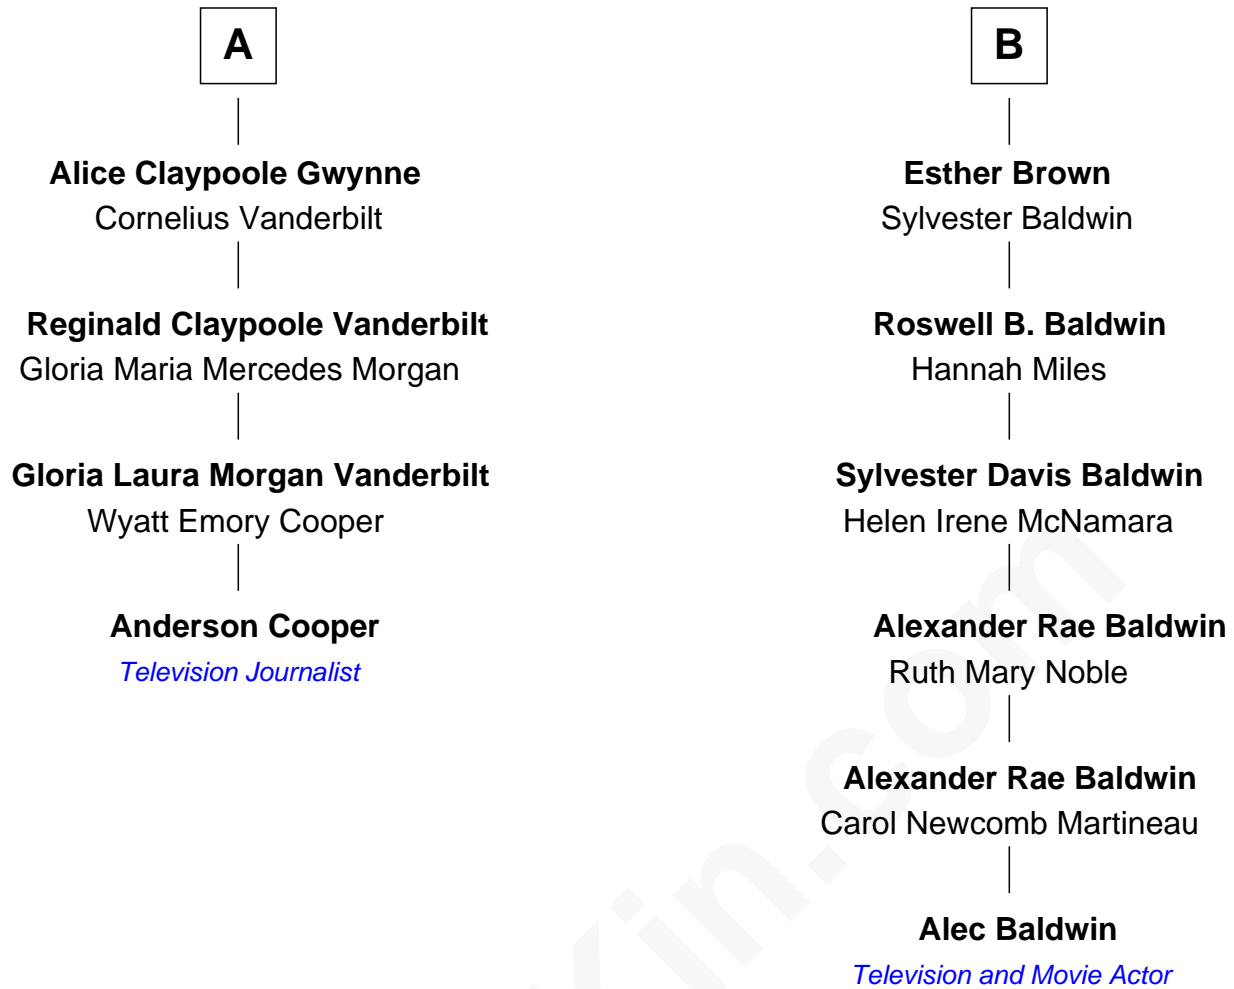 A
Alice Claypoole Gwynne
Cornelius Vanderbilt
Reginald Claypoole Vanderbilt
Gloria Maria Mercedes Morgan
Gloria Laura Morgan Vanderbilt
Wyatt Emory Cooper
Anderson Cooper
Television Journalist
B
Esther Brown
Sylvester Baldwin
Roswell B. Baldwin
Hannah Miles
Sylvester Davis Baldwin
Helen Irene McNamara
Alexander Rae Baldwin
Ruth Mary Noble
Alexander Rae Baldwin
Carol Newcomb Martineau
Alec Baldwin
Television and Movie Actor
Kin.com